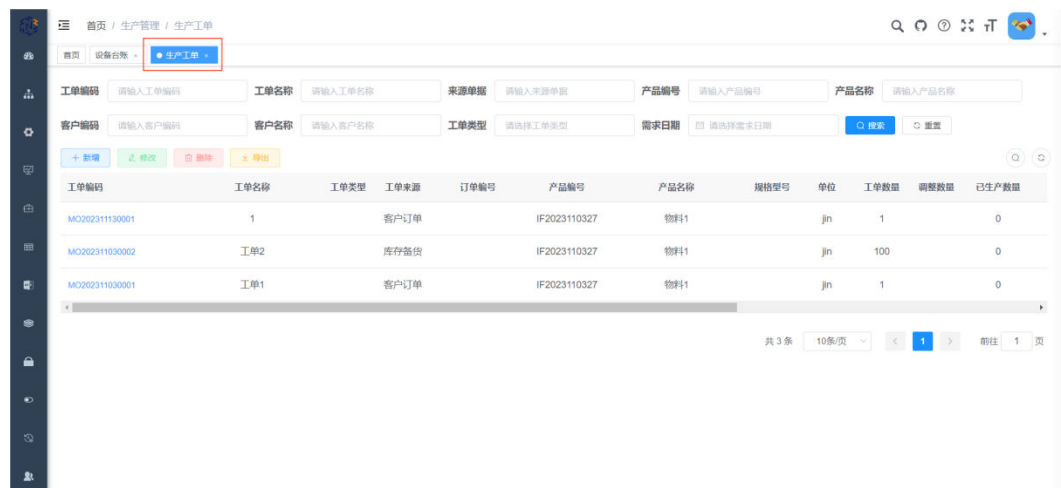 首页 / 生产管理 / 生产工单
首页 设备台账 × 生产工单 ×
工单编码 请输入工单编码 工单名称 请输入工单名称 来源单据 请输入来源单据 产品编号 请输入产品编号 产品名称 请输入产品名称
客户编码 请输入客户编码 客户名称 请输入客户名称 工单类型 请选择工单类型 需求日期 请选择需求日期 搜索 重置
+ 新增 修改 删除 导出
工单编码 工单名称 工单类型 工单来源 订单编号 产品编号 产品名称 规格型号 单位 工单数量 调整数量 已生产数量
MO202311130001 1 客户订单 IF2023110327 物料1 jin 1 0
MO202311030002 工单2 库存备货 IF2023110327 物料1 jin 100 0
MO202311030001 工单1 客户订单 IF2023110327 物料1 jin 1 0
共 3 条 10条/页 < 1 > 前往 1 页